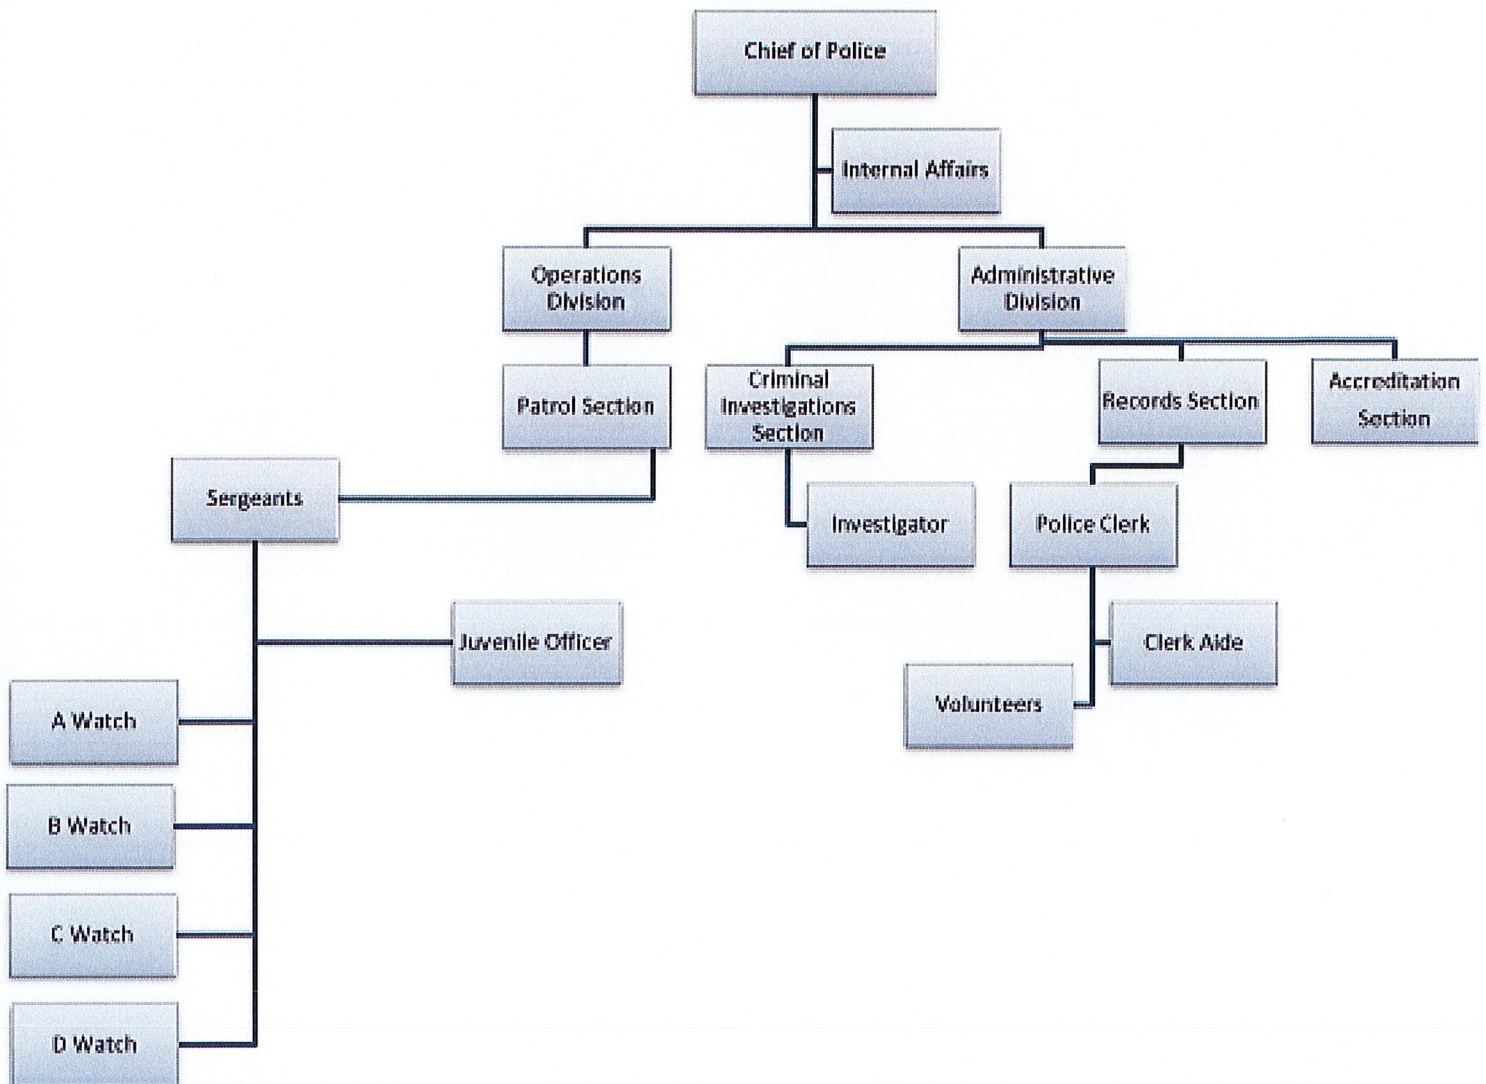 Chief of Police
Internal Affairs
Operations
Division
Administrative
Division
Patrol Section
Criminal
Investigations
Section
Records Section
Accreditation
Section
Sergeants
Investigator
Police Clerk
Juvenile Officer
Clerk Aide
Volunteers
A Watch
B Watch
C Watch
D Watch